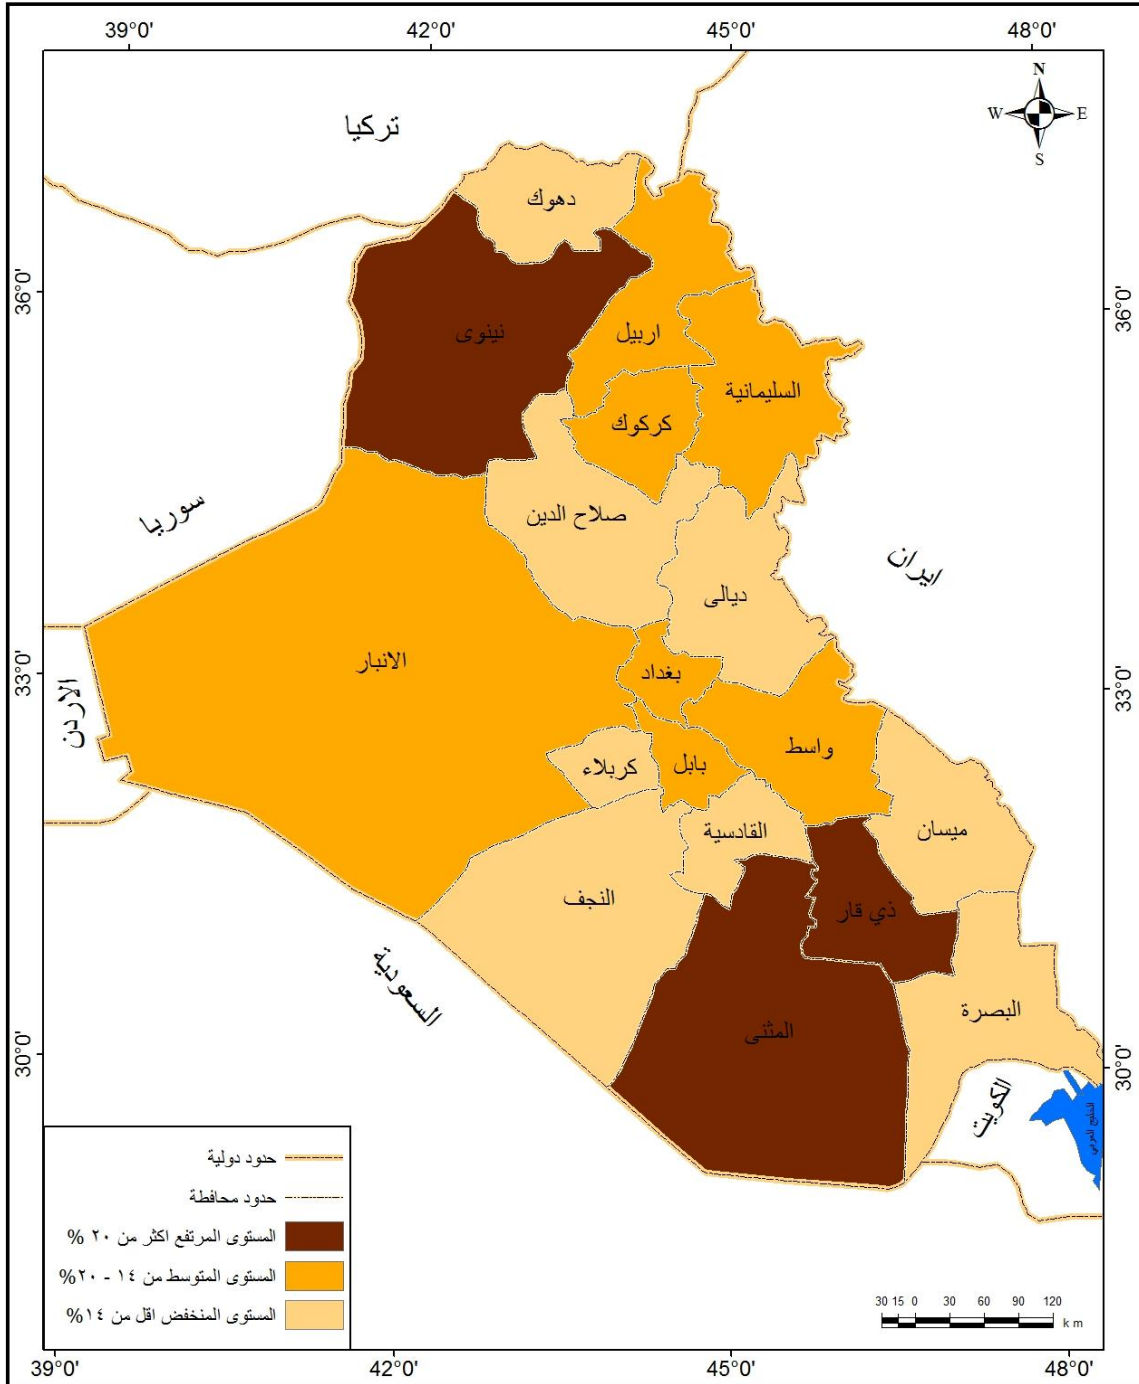 39°0' 42°0' 45°0' 48°0'
N
W E
S
تركيا
دهوك
36°0' 36°0'
نينوى
اربيل
السليمانية
كركوك
سوريا
صلاح الدين
ايران
ديالى
الانبار
بغداد
33°0' 33°0'
الاردن
واسط
بابل
كربلاء
القادسية
ميسان
النجف
ذي قار
السعودية
البصرة
المثنى
30°0' 30°0'
الكويت
الخليج العربي
حدود دولية
حدود محافظة
المستوى المرتفع اكثر من ٢٠ %
المستوى المتوسط من ١٤ - ٢٠%
المستوى المنخفض اقل من ١٤%
30 15 0 30 60 90 120
k m
39°0' 42°0' 45°0' 48°0'